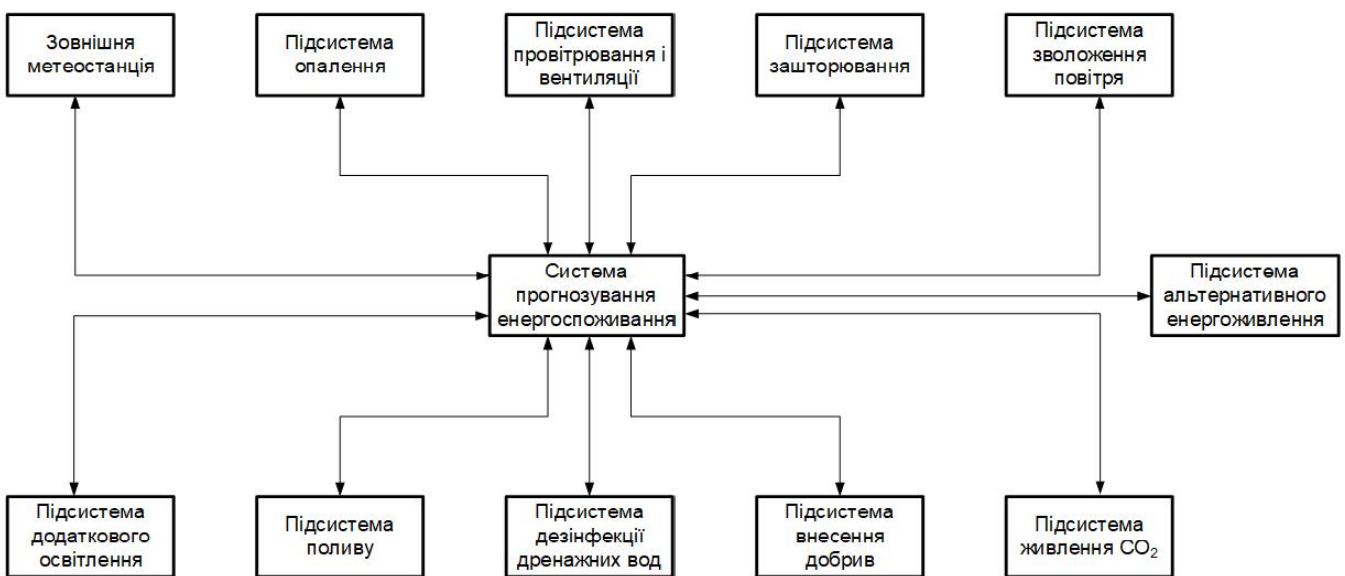 Зовнішня
метеостанція
Підсистема
опалення
Підсистема
провітрювання і
вентиляції
Підсистема
зашторювання
Підсистема
зволоження
повітря
Система
прогнозування
енергоспоживання
Підсистема
альтернативного
енергоживлення
Підсистема
додаткового
освітлення
Підсистема
поливу
Підсистема
дезінфекції
дренажних вод
Підсистема
внесення
добрив
Підсистема
живлення CO₂